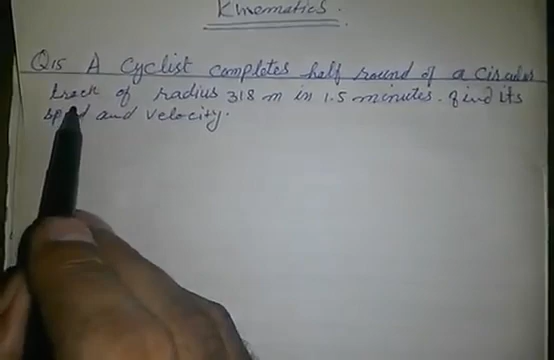 Kinematics.
Q15 A Cyclist completes half round of a Circular
track of radius 318 m in 1.5 minutes. find its
speed and velocity.